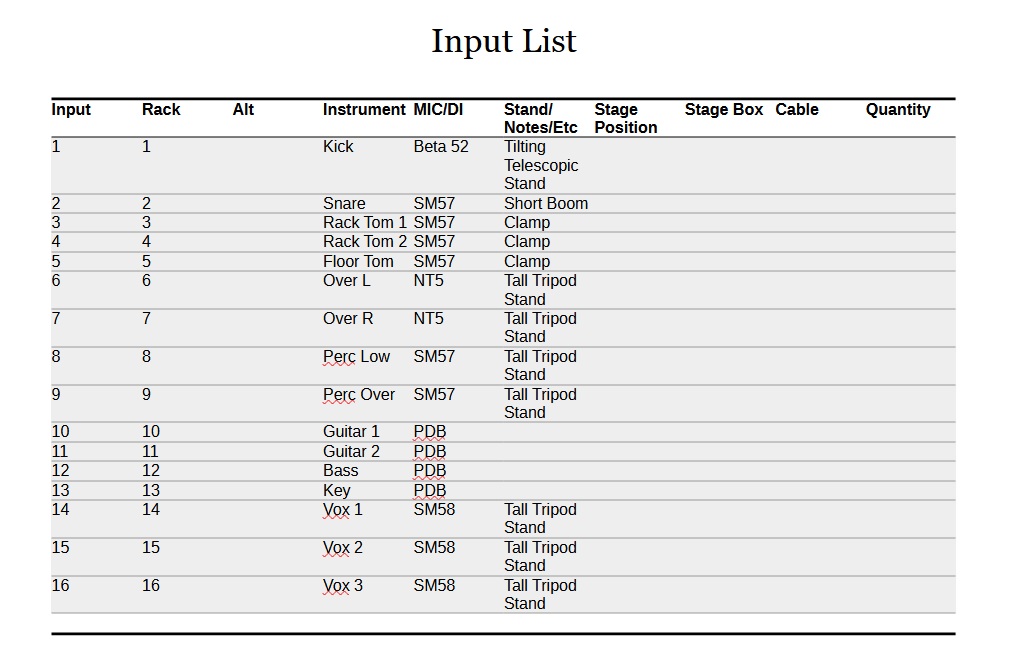 Input List
Input Rack Alt Instrument MIC/DI Stand/ Stage Stage Box Cable Quantity
Notes/Etc Position
1 1 Kick Beta 52 Tilting
Telescopic
Stand
2 2 Snare SM57 Short Boom
3 3 Rack Tom 1 SM57 Clamp
4 4 Rack Tom 2 SM57 Clamp
5 5 Floor Tom SM57 Clamp
6 6 Over L NT5 Tall Tripod
Stand
7 7 Over R NT5 Tall Tripod
Stand
8 8 Perc Low SM57 Tall Tripod
Stand
9 9 Perc Over SM57 Tall Tripod
Stand
10 10 Guitar 1 PDB
11 11 Guitar 2 PDB
12 12 Bass PDB
13 13 Key PDB
14 14 Vox 1 SM58 Tall Tripod
Stand
15 15 Vox 2 SM58 Tall Tripod
Stand
16 16 Vox 3 SM58 Tall Tripod
Stand